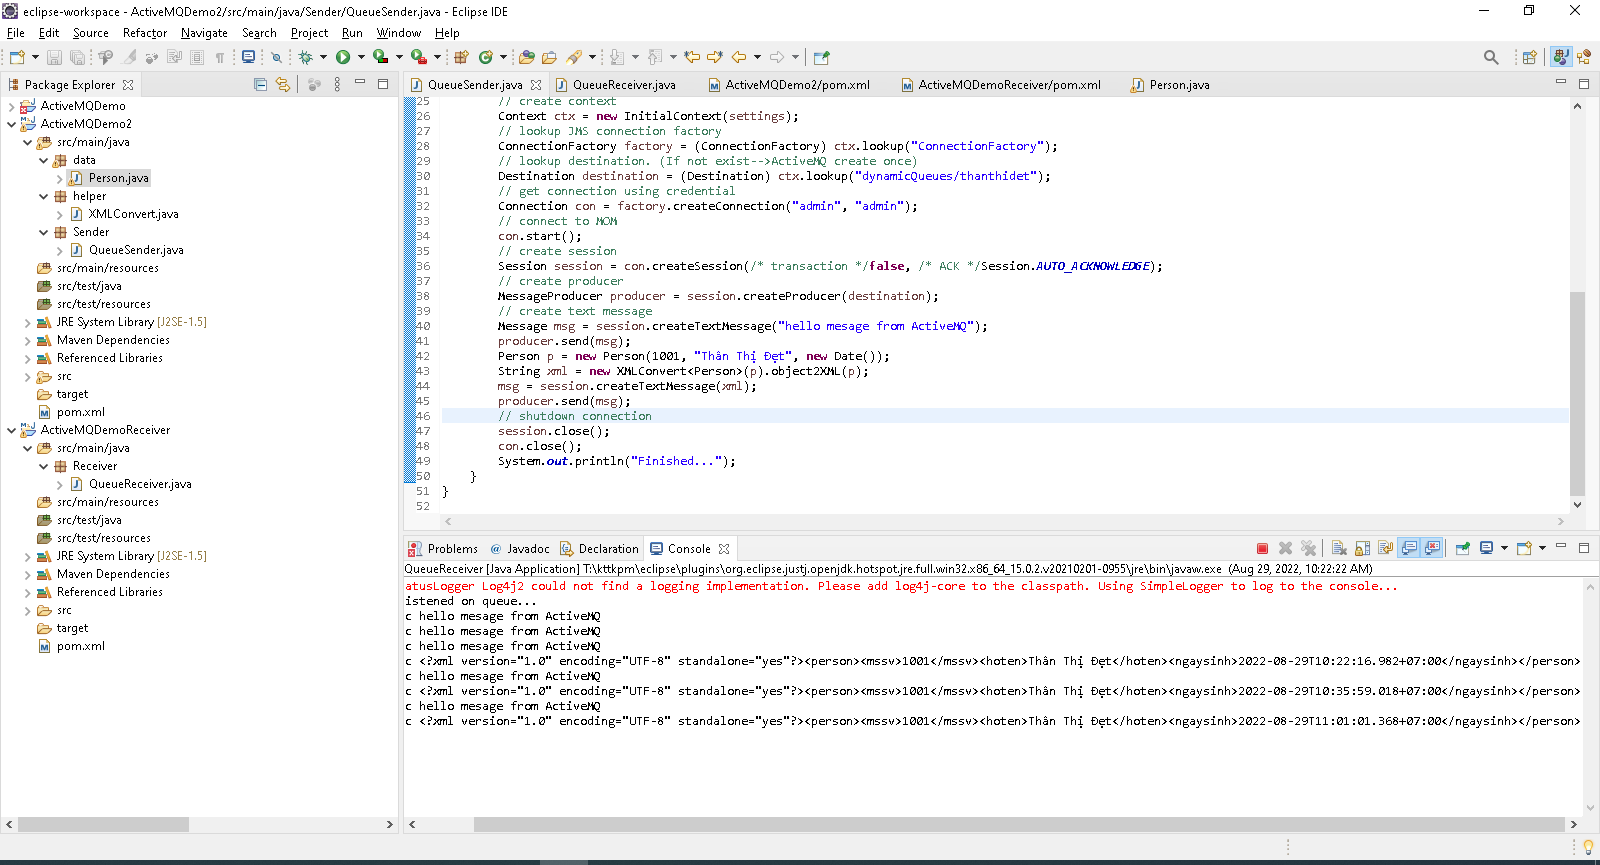 eclipse-workspace - ActiveMQDemo2/src/main/java/Sender/QueueSender.java - Eclipse IDE
File Edit Source Refactor Navigate Search Project Run Window Help
Package Explorer
ActiveMQDemo
ActiveMQDemo2
src/main/java
data
Person.java
helper
XMLConvert.java
Sender
QueueSender.java
src/main/resources
src/test/java
src/test/resources
JRE System Library [J2SE-1.5]
Maven Dependencies
Referenced Libraries
src
target
pom.xml
ActiveMQDemoReceiver
src/main/java
Receiver
QueueReceiver.java
src/main/resources
src/test/java
src/test/resources
JRE System Library [J2SE-1.5]
Maven Dependencies
Referenced Libraries
src
target
pom.xml
QueueSender.java QueueReceiver.java ActiveMQDemo2/pom.xml ActiveMQDemoReceiver/pom.xml Person.java
25 // create context
26 Context ctx = new InitialContext(settings);
27 // lookup JMS connection factory
28 ConnectionFactory factory = (ConnectionFactory) ctx.lookup("ConnectionFactory");
29 // lookup destination. (If not exist-->ActiveMQ create once)
30 Destination destination = (Destination) ctx.lookup("dynamicQueues/thanthidet");
31 // get connection using credential
32 Connection con = factory.createConnection("admin", "admin");
33 // connect to MOM
34 con.start();
35 // create session
36 Session session = con.createSession(/* transaction */false, /* ACK */Session.AUTO_ACKNOWLEDGE);
37 // create producer
38 MessageProducer producer = session.createProducer(destination);
39 // create text message
40 Message msg = session.createTextMessage("hello mesage from ActiveMQ");
41 producer.send(msg);
42 Person p = new Person(1001, "Thân Thị Đẹt", new Date());
43 String xml = new XMLConvert<Person>(p).object2XML(p);
44 msg = session.createTextMessage(xml);
45 producer.send(msg);
46 // shutdown connection
47 session.close();
48 con.close();
49 System.out.println("Finished...");
50 }
51 }
52
Problems @ Javadoc Declaration Console
QueueReceiver [Java Application] T:\kttkpm\eclipse\plugins\org.eclipse.justj.openjdk.hotspot.jre.full.win32.x86_64_15.0.2.v20210201-0955\jre\bin\javaw.exe (Aug 29, 2022, 10:22:22 AM)
atusLogger Log4j2 could not find a logging implementation. Please add log4j-core to the classpath. Using SimpleLogger to log to the console...
istened on queue...
c hello mesage from ActiveMQ
c hello mesage from ActiveMQ
c hello mesage from ActiveMQ
c <?xml version="1.0" encoding="UTF-8" standalone="yes"?><person><mssv>1001</mssv><hoten>Thân Thị Đẹt</hoten><ngaysinh>2022-08-29T10:22:16.982+07:00</ngaysinh></person>
c hello mesage from ActiveMQ
c <?xml version="1.0" encoding="UTF-8" standalone="yes"?><person><mssv>1001</mssv><hoten>Thân Thị Đẹt</hoten><ngaysinh>2022-08-29T10:35:59.018+07:00</ngaysinh></person>
c hello mesage from ActiveMQ
c <?xml version="1.0" encoding="UTF-8" standalone="yes"?><person><mssv>1001</mssv><hoten>Thân Thị Đẹt</hoten><ngaysinh>2022-08-29T11:01:01.368+07:00</ngaysinh></person>